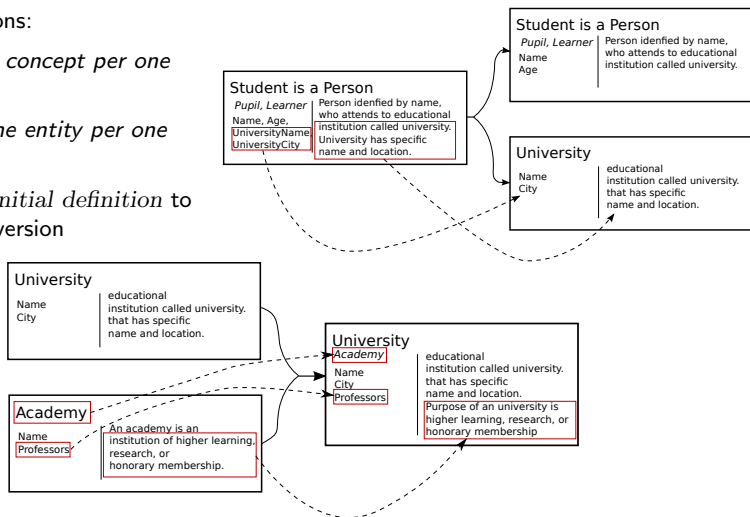 ons:
concept per one
ne entity per one
nitial definition to
version
Student is a Person
Pupil, Learner
Name, Age,
UniversityName,
UniversityCity
Person idenfied by name,
who attends to educational
institution called university.
University has specific
name and location.
Student is a Person
Pupil, Learner
Name
Age
Person idenfied by name,
who attends to educational
institution called university.
University
Name
City
educational
institution called university.
that has specific
name and location.
University
Name
City
educational
institution called university.
that has specific
name and location.
Academy
Name
Professors
An academy is an
institution of higher learning,
research, or
honorary membership.
University
Academy
Name
City
Professors
educational
institution called university.
that has specific
name and location.
Purpose of an university is
higher learning, research, or
honorary membership